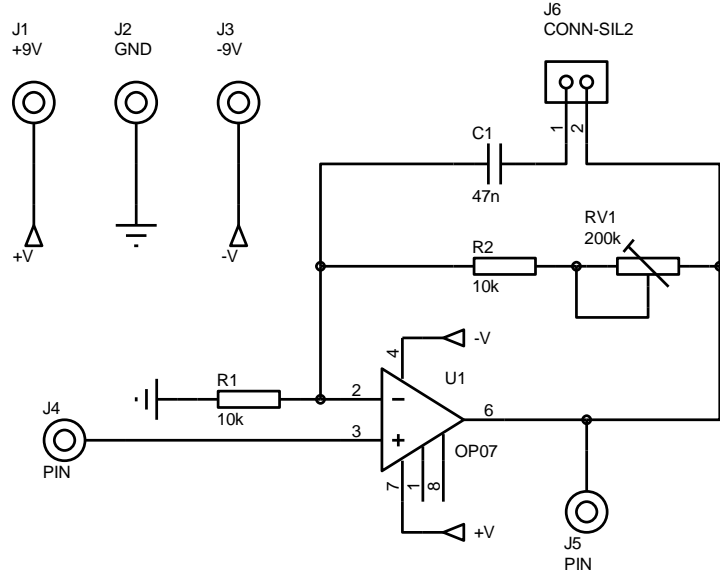 J1
+9V
J2
GND
J3
-9V
J6
CONN-SIL2
1
2
C1
47n
RV1
200k
+V
-V
R2
10k
4
-V
U1
R1
10k
2
3
6
J4
PIN
OP07
7
1
8
+V
J5
PIN